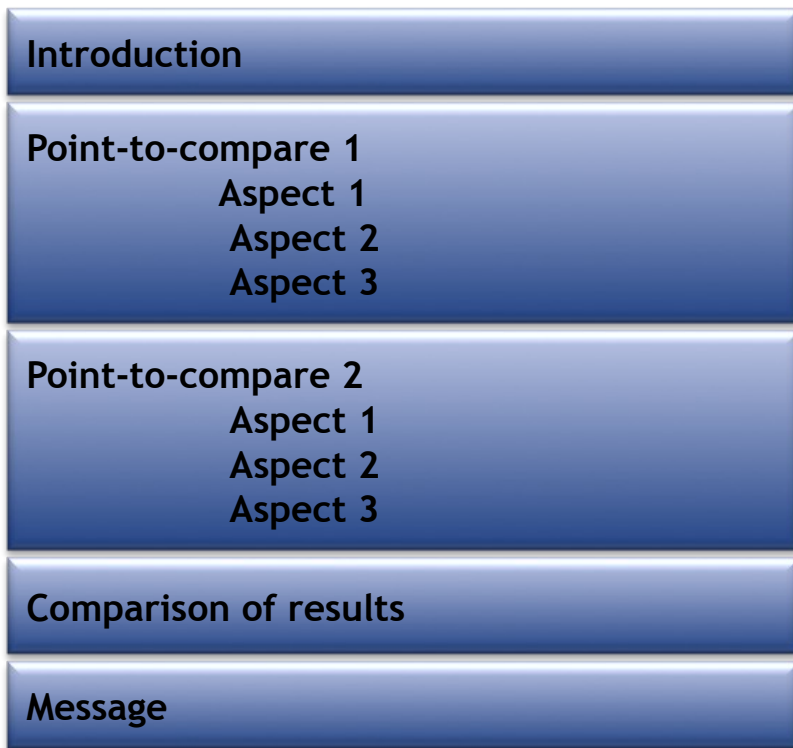 Introduction
Point-to-compare 1
Aspect 1
Aspect 2
Aspect 3
Point-to-compare 2
Aspect 1
Aspect 2
Aspect 3
Comparison of results
Message